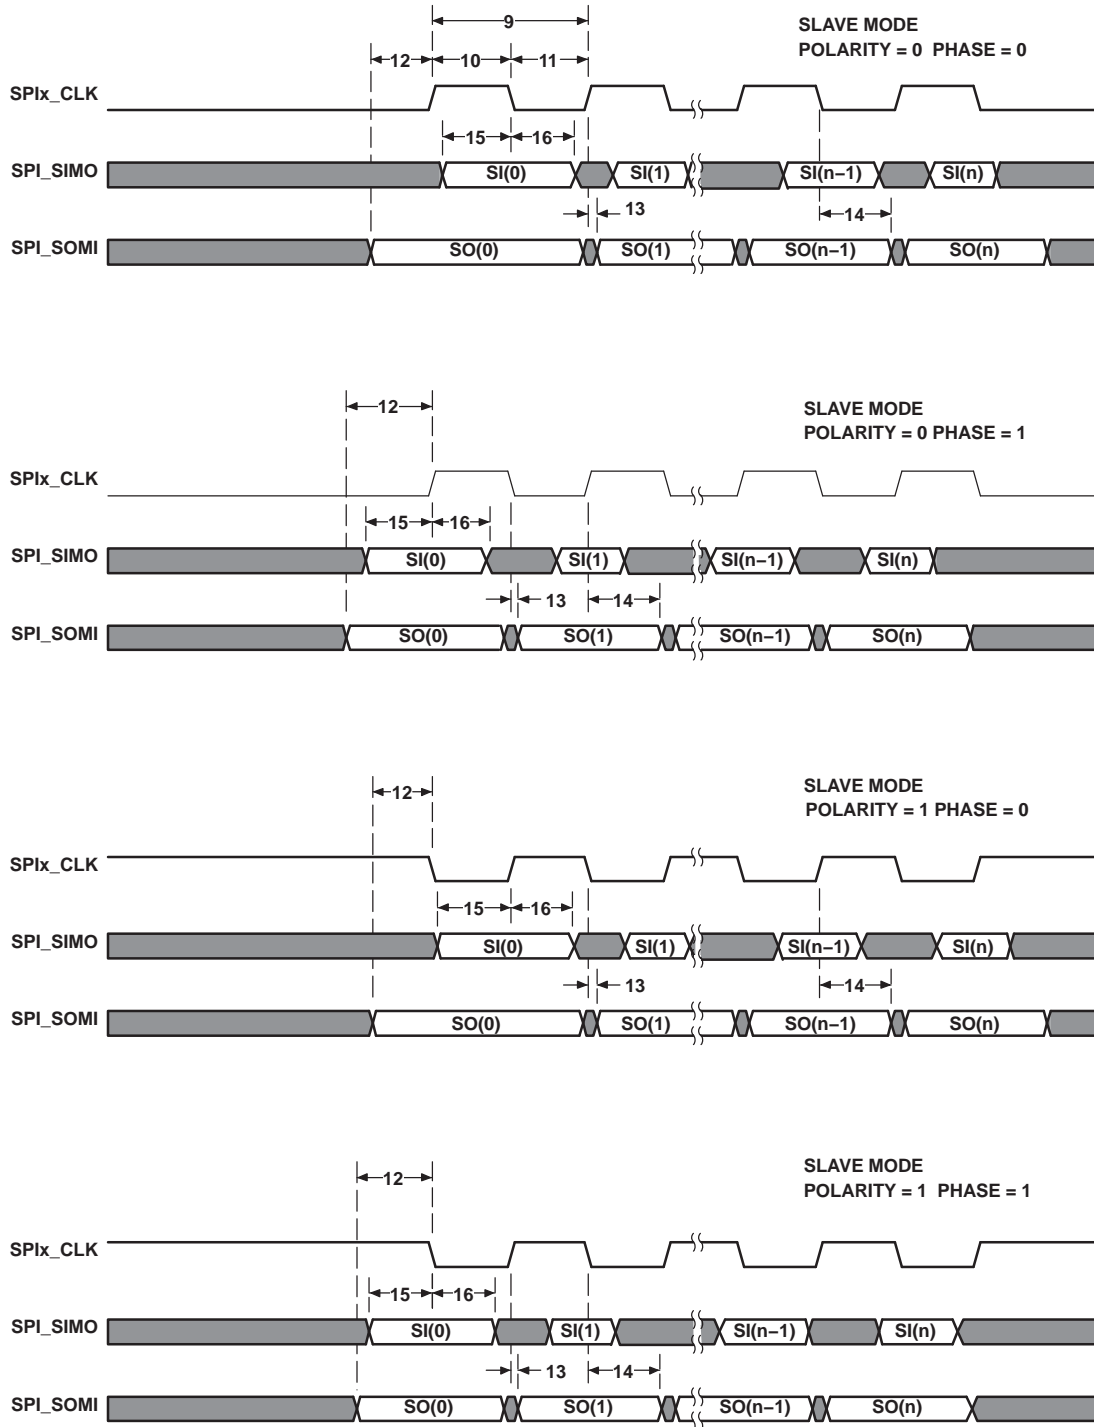 9
SLAVE MODE
POLARITY = 0 PHASE = 0
12 10 11
SPIx_CLK
15 16
SPI_SIMO SI(0) SI(1) SI(n−1) SI(n)
13 14
SPI_SOMI SO(0) SO(1) SO(n−1) SO(n)
12
SLAVE MODE
POLARITY = 0 PHASE = 1
SPIx_CLK
15 16
SPI_SIMO SI(0) SI(1) SI(n−1) SI(n)
13 14
SPI_SOMI SO(0) SO(1) SO(n−1) SO(n)
SLAVE MODE
12
POLARITY = 1 PHASE = 0
SPIx_CLK
15 16
SPI_SIMO SI(0) SI(1) SI(n−1) SI(n)
13 14
SPI_SOMI SO(0) SO(1) SO(n−1) SO(n)
SLAVE MODE
12
POLARITY = 1 PHASE = 1
SPIx_CLK
15 16
SPI_SIMO SI(0) SI(1) SI(n−1) SI(n)
13 14
SPI_SOMI SO(0) SO(1) SO(n−1) SO(n)